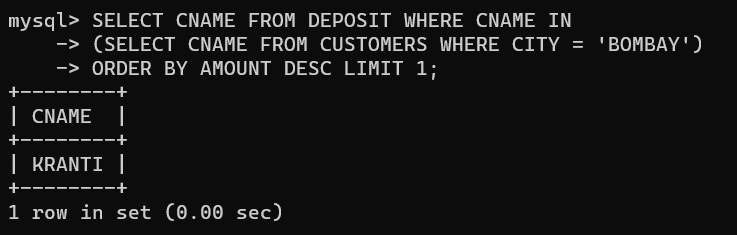 mysql> SELECT CNAME FROM DEPOSIT WHERE CNAME IN
    -> (SELECT CNAME FROM CUSTOMERS WHERE CITY = 'BOMBAY')
    -> ORDER BY AMOUNT DESC LIMIT 1;
+--------+
| CNAME  |
+--------+
| KRANTI |
+--------+
1 row in set (0.00 sec)